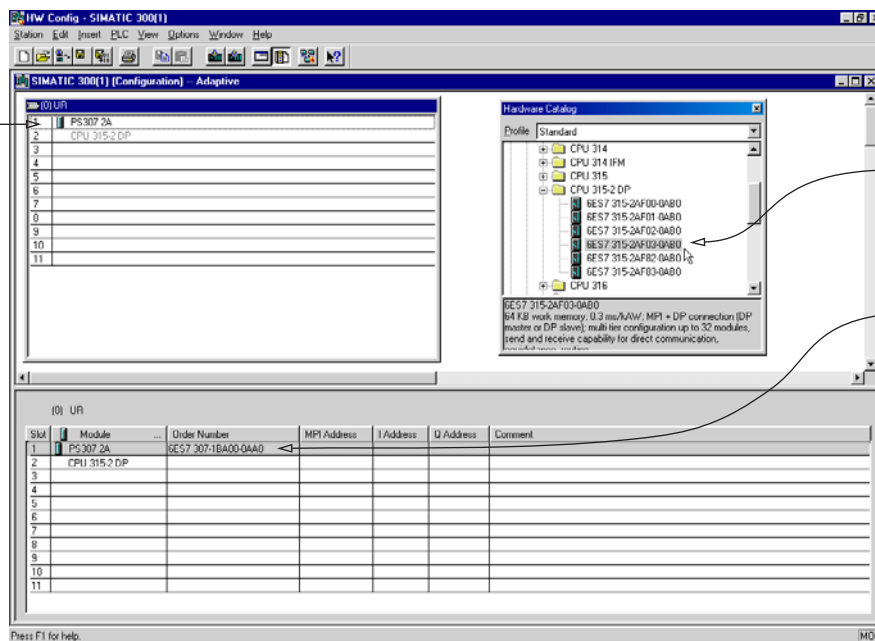 HW Config - SIMATIC 300(1)
Station Edit Insert PLC View Options Window Help
SIMATIC 300(1) (Configuration) -- Adaptive
(0) UR
1 PS307 2A
2 CPU 315-2 DP
3
4
5
6
7
8
9
10
11
Hardware Catalog
Profile Standard
CPU 314
CPU 314 IFM
CPU 315
CPU 315-2 DP
6ES7 315-2AF00-0AB0
6ES7 315-2AF01-0AB0
6ES7 315-2AF02-0AB0
6ES7 315-2AF03-0AB0
6ES7 315-2AF82-0AB0
6ES7 315-2AF83-0AB0
CPU 316
6ES7 315-2AF03-0AB0
64 KB work memory; 0.3 ms/kAW; MPI + DP connection (DP
master or DP slave); multi-tier configuration up to 32 modules,
send and receive capability for direct communication,
(0) UR
Slot Module ... Order Number MPI Address I Address Q Address Comment
1 PS307 2A 6ES7 307-1BA00-0AA0
2 CPU 315-2 DP
3
4
5
6
7
8
9
10
11
Press F1 for help. MO